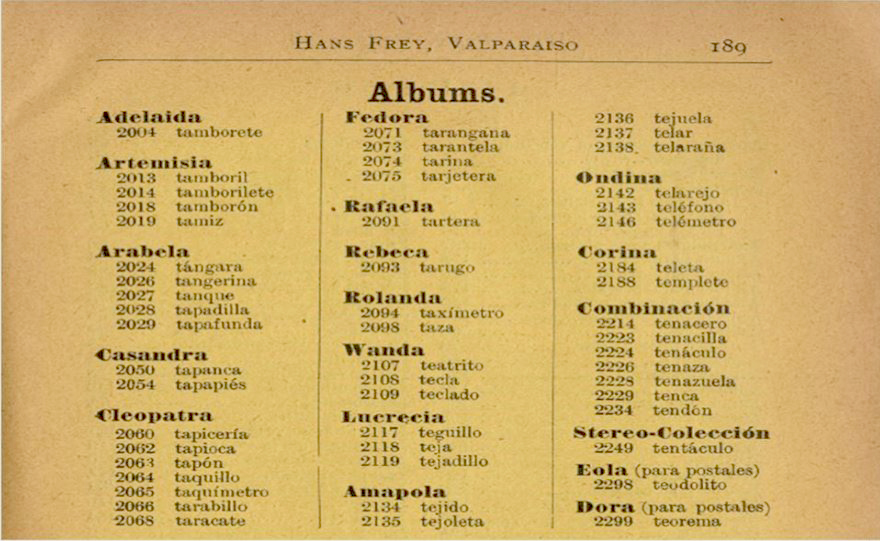 HANS FREY, VALPARAISO 189
Albums.
Adelaida
2004 tamborete
Artemisia
2013 tamboril
2014 tamborilete
2018 tamborón
2019 tamiz
Arabela
2024 tángara
2026 tangerina
2027 tanque
2028 tapadilla
2029 tapafunda
Casandra
2050 tapanca
2054 tapapiés
Cleopatra
2060 tapicería
2062 tapioca
2063 tapón
2064 taquillo
2065 taquímetro
2066 tarabillo
2068 taracate
Fedora
2071 tarangana
2073 tarantela
2074 tarina
2075 tarjetera
Rafaela
2091 tartera
Rebeca
2093 tarugo
Rolanda
2094 taxímetro
2098 taza
Wanda
2107 teatrito
2108 tecla
2109 teclado
Lucrecia
2117 teguillo
2118 teja
2119 tejadillo
Amapola
2134 tejido
2135 tejoleta
2136 tejuela
2137 telar
2138 telaraña
Ondina
2142 telarejo
2143 teléfono
2146 telémetro
Corina
2184 teleta
2188 templete
Combinación
2214 tenacero
2223 tenacilla
2224 tenáculo
2226 tenaza
2228 tenazuela
2229 tenca
2234 tendón
Stereo-Colección
2249 tentáculo
Eola (para postales)
2298 teodolito
Dora (para postales)
2299 teorema